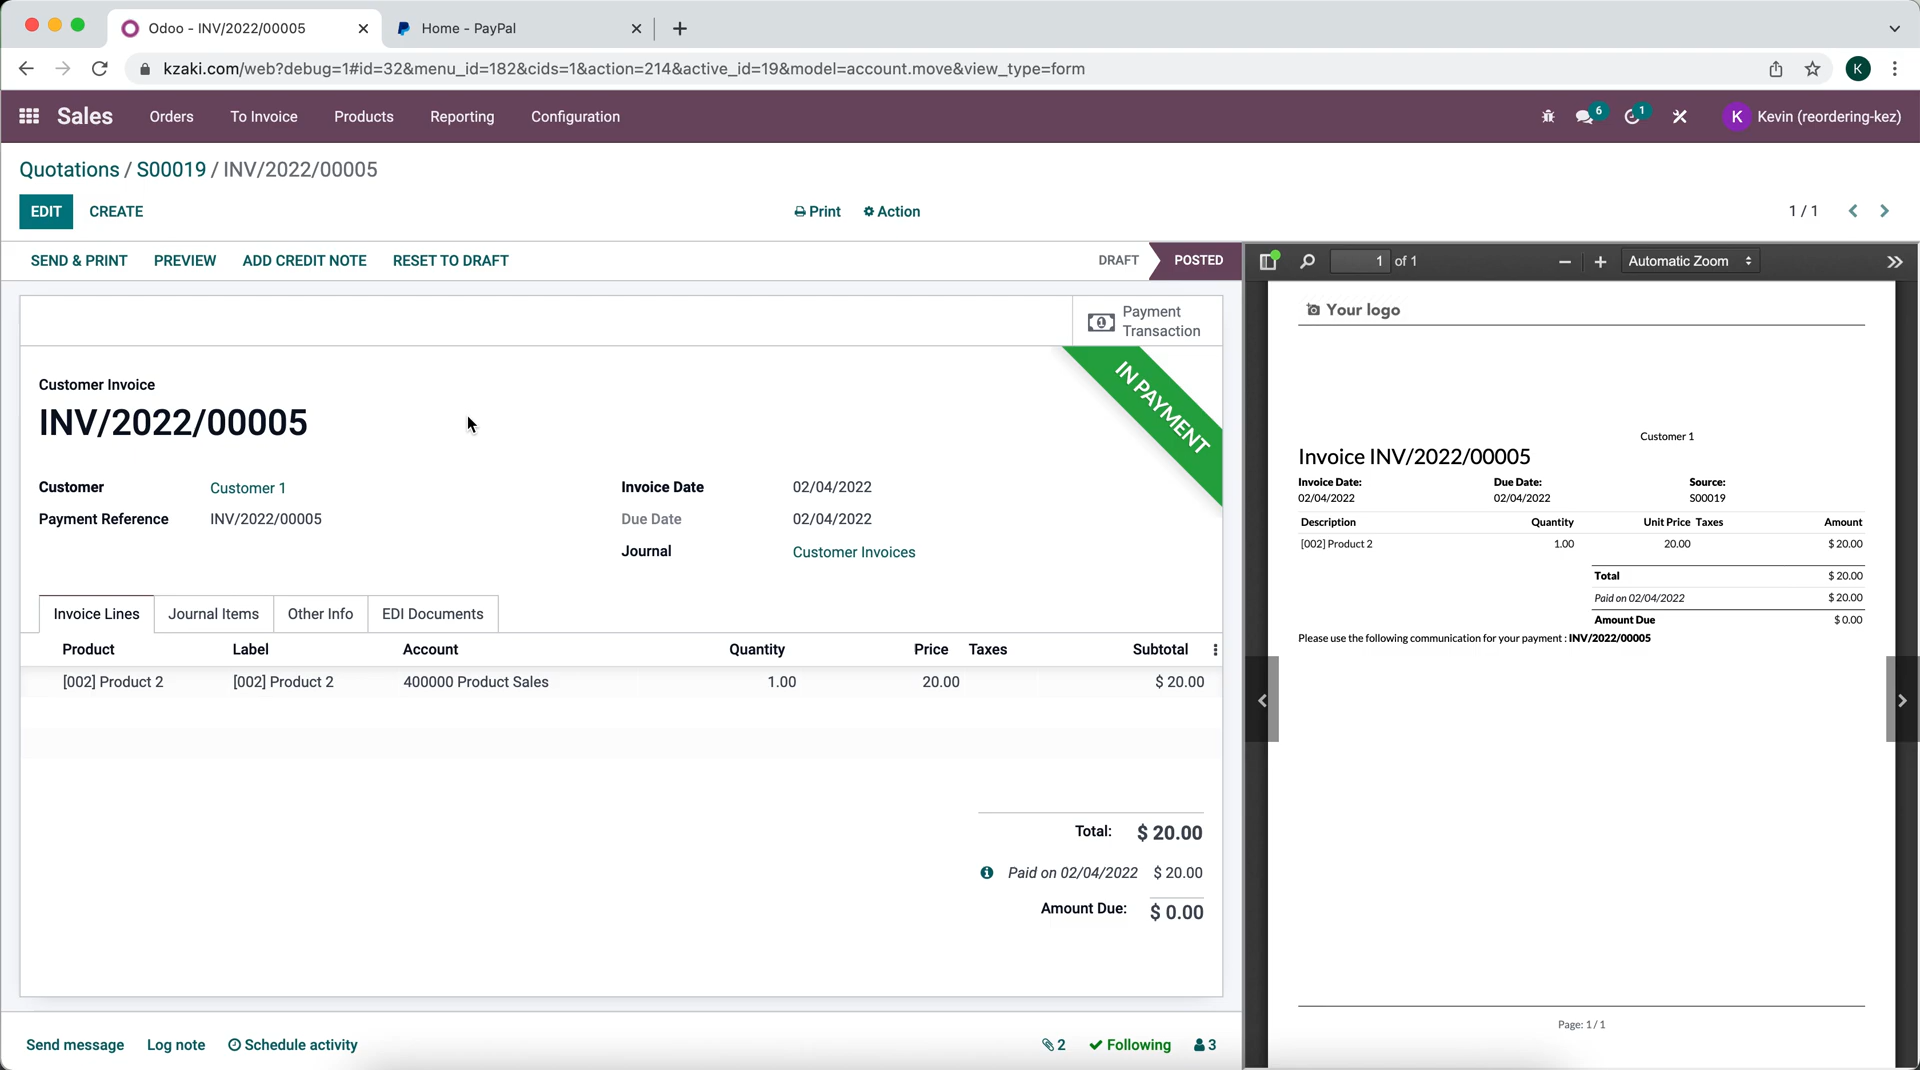 Odoo - INV/2022/00005
Home - PayPal
kzaki.com/web?debug=1#id=32&menu_id=182&cids=1&action=214&active_id=19&model=account.move&view_type=form
K
Sales Orders To Invoice Products Reporting Configuration
6 1 K Kevin (reordering-kez)
Quotations / S00019 / INV/2022/00005
EDIT CREATE Print Action 1 / 1
SEND & PRINT PREVIEW ADD CREDIT NOTE RESET TO DRAFT DRAFT POSTED
Payment
Transaction
IN PAYMENT
Customer Invoice
INV/2022/00005
Customer Customer 1 Invoice Date 02/04/2022
Payment Reference INV/2022/00005 Due Date 02/04/2022
Journal Customer Invoices
Invoice Lines Journal Items Other Info EDI Documents
Product Label Account Quantity Price Taxes Subtotal
[002] Product 2 [002] Product 2 400000 Product Sales 1.00 20.00 $ 20.00
Total: $ 20.00
Paid on 02/04/2022 $ 20.00
Amount Due: $ 0.00
Send message Log note Schedule activity 2 Following 3
1 of 1 Automatic Zoom
Your logo
Customer 1
Invoice INV/2022/00005
Invoice Date: Due Date: Source:
02/04/2022 02/04/2022 S00019
Description Quantity Unit Price Taxes Amount
[002] Product 2 1.00 20.00 $ 20.00
Total $ 20.00
Paid on 02/04/2022 $ 20.00
Amount Due $ 0.00
Please use the following communication for your payment : INV/2022/00005
Page: 1 / 1